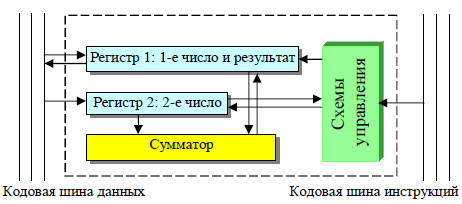 Регистр 1: 1-е число и результат
Регистр 2: 2-е число
Сумматор
Схемы
управления
Кодовая шина данных
Кодовая шина инструкций